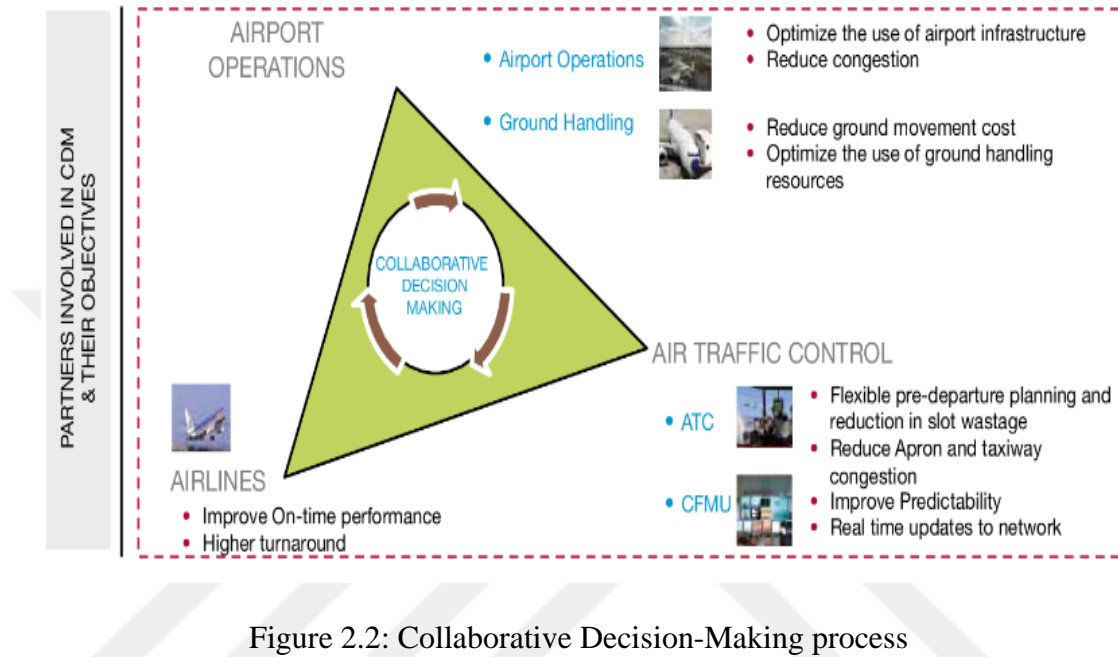 PARTNERS INVOLVED IN CDM
& THEIR OBJECTIVES
AIRPORT
OPERATIONS
• Airport Operations
• Optimize the use of airport infrastructure
• Reduce congestion
• Ground Handling
• Reduce ground movement cost
• Optimize the use of ground handling
resources
COLLABORATIVE
DECISION
MAKING
AIR TRAFFIC CONTROL
• ATC
• Flexible pre-departure planning and
reduction in slot wastage
• Reduce Apron and taxiway
congestion
• CFMU
• Improve Predictability
• Real time updates to network
AIRLINES
• Improve On-time performance
• Higher turnaround
Figure 2.2: Collaborative Decision-Making process